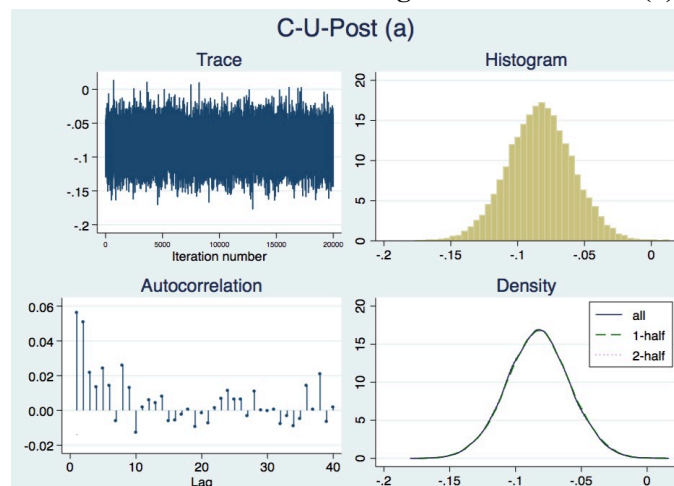 C-U-Post (a)
Trace
0
-.05
-.1
-.15
-.2
0 5000 10000 15000 20000
Iteration number
Histogram
20
15
10
5
0
-.2 -.15 -.1 -.05 0
Autocorrelation
0.06
0.04
0.02
0.00
-0.02
0 10 20 30 40
Lag
Density
20
15
10
5
0
all
1-half
2-half
-.2 -.15 -.1 -.05 0